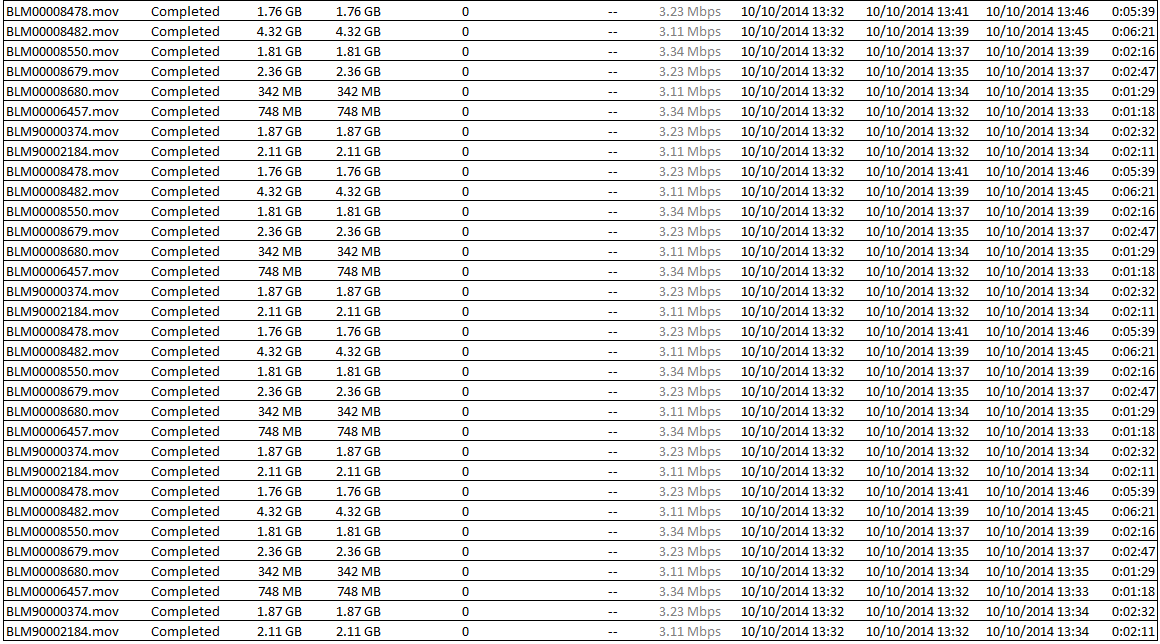 BLM00008478.mov Completed 1.76 GB 1.76 GB 0 -- 3.23 Mbps 10/10/2014 13:32 10/10/2014 13:41 10/10/2014 13:46 0:05:39
BLM00008482.mov Completed 4.32 GB 4.32 GB 0 -- 3.11 Mbps 10/10/2014 13:32 10/10/2014 13:39 10/10/2014 13:45 0:06:21
BLM00008550.mov Completed 1.81 GB 1.81 GB 0 -- 3.34 Mbps 10/10/2014 13:32 10/10/2014 13:37 10/10/2014 13:39 0:02:16
BLM00008679.mov Completed 2.36 GB 2.36 GB 0 -- 3.23 Mbps 10/10/2014 13:32 10/10/2014 13:35 10/10/2014 13:37 0:02:47
BLM00008680.mov Completed 342 MB 342 MB 0 -- 3.11 Mbps 10/10/2014 13:32 10/10/2014 13:34 10/10/2014 13:35 0:01:29
BLM00006457.mov Completed 748 MB 748 MB 0 -- 3.34 Mbps 10/10/2014 13:32 10/10/2014 13:32 10/10/2014 13:33 0:01:18
BLM90000374.mov Completed 1.87 GB 1.87 GB 0 -- 3.23 Mbps 10/10/2014 13:32 10/10/2014 13:32 10/10/2014 13:34 0:02:32
BLM90002184.mov Completed 2.11 GB 2.11 GB 0 -- 3.11 Mbps 10/10/2014 13:32 10/10/2014 13:32 10/10/2014 13:34 0:02:11
BLM00008478.mov Completed 1.76 GB 1.76 GB 0 -- 3.23 Mbps 10/10/2014 13:32 10/10/2014 13:41 10/10/2014 13:46 0:05:39
BLM00008482.mov Completed 4.32 GB 4.32 GB 0 -- 3.11 Mbps 10/10/2014 13:32 10/10/2014 13:39 10/10/2014 13:45 0:06:21
BLM00008550.mov Completed 1.81 GB 1.81 GB 0 -- 3.34 Mbps 10/10/2014 13:32 10/10/2014 13:37 10/10/2014 13:39 0:02:16
BLM00008679.mov Completed 2.36 GB 2.36 GB 0 -- 3.23 Mbps 10/10/2014 13:32 10/10/2014 13:35 10/10/2014 13:37 0:02:47
BLM00008680.mov Completed 342 MB 342 MB 0 -- 3.11 Mbps 10/10/2014 13:32 10/10/2014 13:34 10/10/2014 13:35 0:01:29
BLM00006457.mov Completed 748 MB 748 MB 0 -- 3.34 Mbps 10/10/2014 13:32 10/10/2014 13:32 10/10/2014 13:33 0:01:18
BLM90000374.mov Completed 1.87 GB 1.87 GB 0 -- 3.23 Mbps 10/10/2014 13:32 10/10/2014 13:32 10/10/2014 13:34 0:02:32
BLM90002184.mov Completed 2.11 GB 2.11 GB 0 -- 3.11 Mbps 10/10/2014 13:32 10/10/2014 13:32 10/10/2014 13:34 0:02:11
BLM00008478.mov Completed 1.76 GB 1.76 GB 0 -- 3.23 Mbps 10/10/2014 13:32 10/10/2014 13:41 10/10/2014 13:46 0:05:39
BLM00008482.mov Completed 4.32 GB 4.32 GB 0 -- 3.11 Mbps 10/10/2014 13:32 10/10/2014 13:39 10/10/2014 13:45 0:06:21
BLM00008550.mov Completed 1.81 GB 1.81 GB 0 -- 3.34 Mbps 10/10/2014 13:32 10/10/2014 13:37 10/10/2014 13:39 0:02:16
BLM00008679.mov Completed 2.36 GB 2.36 GB 0 -- 3.23 Mbps 10/10/2014 13:32 10/10/2014 13:35 10/10/2014 13:37 0:02:47
BLM00008680.mov Completed 342 MB 342 MB 0 -- 3.11 Mbps 10/10/2014 13:32 10/10/2014 13:34 10/10/2014 13:35 0:01:29
BLM00006457.mov Completed 748 MB 748 MB 0 -- 3.34 Mbps 10/10/2014 13:32 10/10/2014 13:32 10/10/2014 13:33 0:01:18
BLM90000374.mov Completed 1.87 GB 1.87 GB 0 -- 3.23 Mbps 10/10/2014 13:32 10/10/2014 13:32 10/10/2014 13:34 0:02:32
BLM90002184.mov Completed 2.11 GB 2.11 GB 0 -- 3.11 Mbps 10/10/2014 13:32 10/10/2014 13:32 10/10/2014 13:34 0:02:11
BLM00008478.mov Completed 1.76 GB 1.76 GB 0 -- 3.23 Mbps 10/10/2014 13:32 10/10/2014 13:41 10/10/2014 13:46 0:05:39
BLM00008482.mov Completed 4.32 GB 4.32 GB 0 -- 3.11 Mbps 10/10/2014 13:32 10/10/2014 13:39 10/10/2014 13:45 0:06:21
BLM00008550.mov Completed 1.81 GB 1.81 GB 0 -- 3.34 Mbps 10/10/2014 13:32 10/10/2014 13:37 10/10/2014 13:39 0:02:16
BLM00008679.mov Completed 2.36 GB 2.36 GB 0 -- 3.23 Mbps 10/10/2014 13:32 10/10/2014 13:35 10/10/2014 13:37 0:02:47
BLM00008680.mov Completed 342 MB 342 MB 0 -- 3.11 Mbps 10/10/2014 13:32 10/10/2014 13:34 10/10/2014 13:35 0:01:29
BLM00006457.mov Completed 748 MB 748 MB 0 -- 3.34 Mbps 10/10/2014 13:32 10/10/2014 13:32 10/10/2014 13:33 0:01:18
BLM90000374.mov Completed 1.87 GB 1.87 GB 0 -- 3.23 Mbps 10/10/2014 13:32 10/10/2014 13:32 10/10/2014 13:34 0:02:32
BLM90002184.mov Completed 2.11 GB 2.11 GB 0 -- 3.11 Mbps 10/10/2014 13:32 10/10/2014 13:32 10/10/2014 13:34 0:02:11